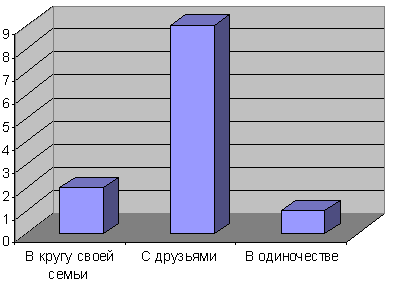 9
8
7
6
5
4
3
2
1
0
В кругу своей
семьи
С друзьями
В одиночестве